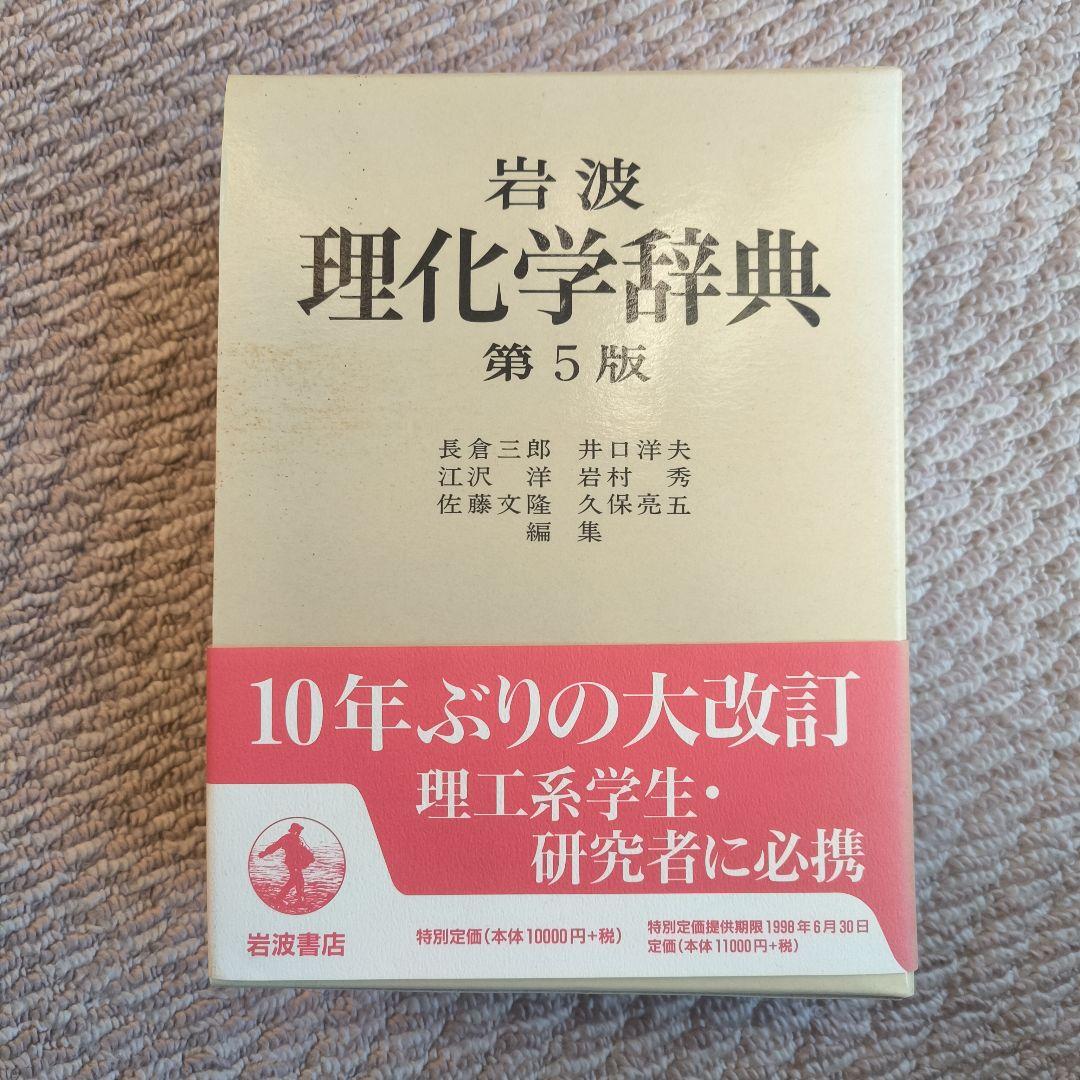 岩波
理化学辞典
第5版
長倉三郎 井口洋夫
江沢 洋 岩村 秀
佐藤文隆 久保亮五
編 集
10年ぶりの大改訂
理工系学生・
研究者に必携
岩波書店
特別定価(本体10000円+税)
特別定価提供期限1998年6月30日
定価(本体11000円+税)